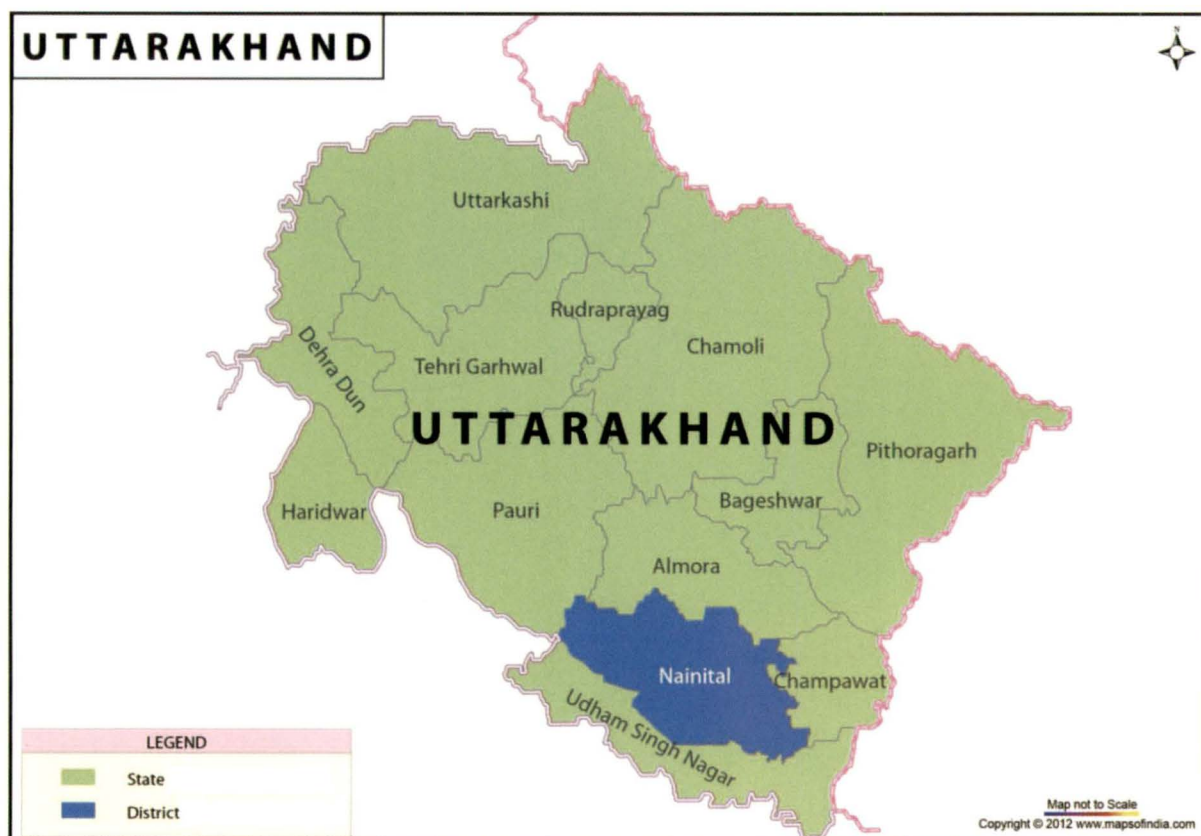 UTTARAKHAND
N
Uttarkashi
Rudraprayag
Chamoli
Dehra Dun
Tehri Garhwal
UTTARAKHAND
Pithoragarh
Haridwar
Pauri
Bageshwar
Almora
Nainital
Champawat
Udham Singh Nagar
LEGEND
State
District
Map not to Scale
Copyright © 2012 www.mapsofindia.com